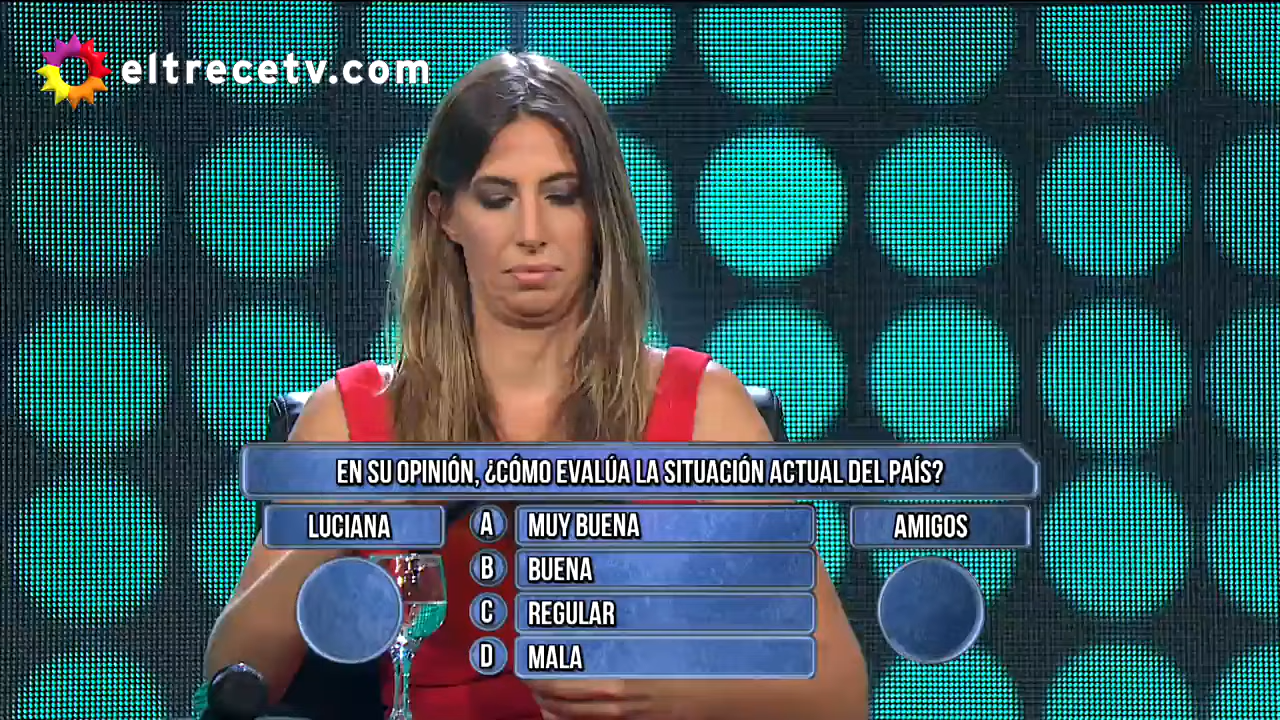 eltrecetv.com
EN SU OPINIÓN, ¿CÓMO EVALÚA LA SITUACIÓN ACTUAL DEL PAÍS?
LUCIANA
A MUY BUENA
B BUENA
C REGULAR
D MALA
AMIGOS